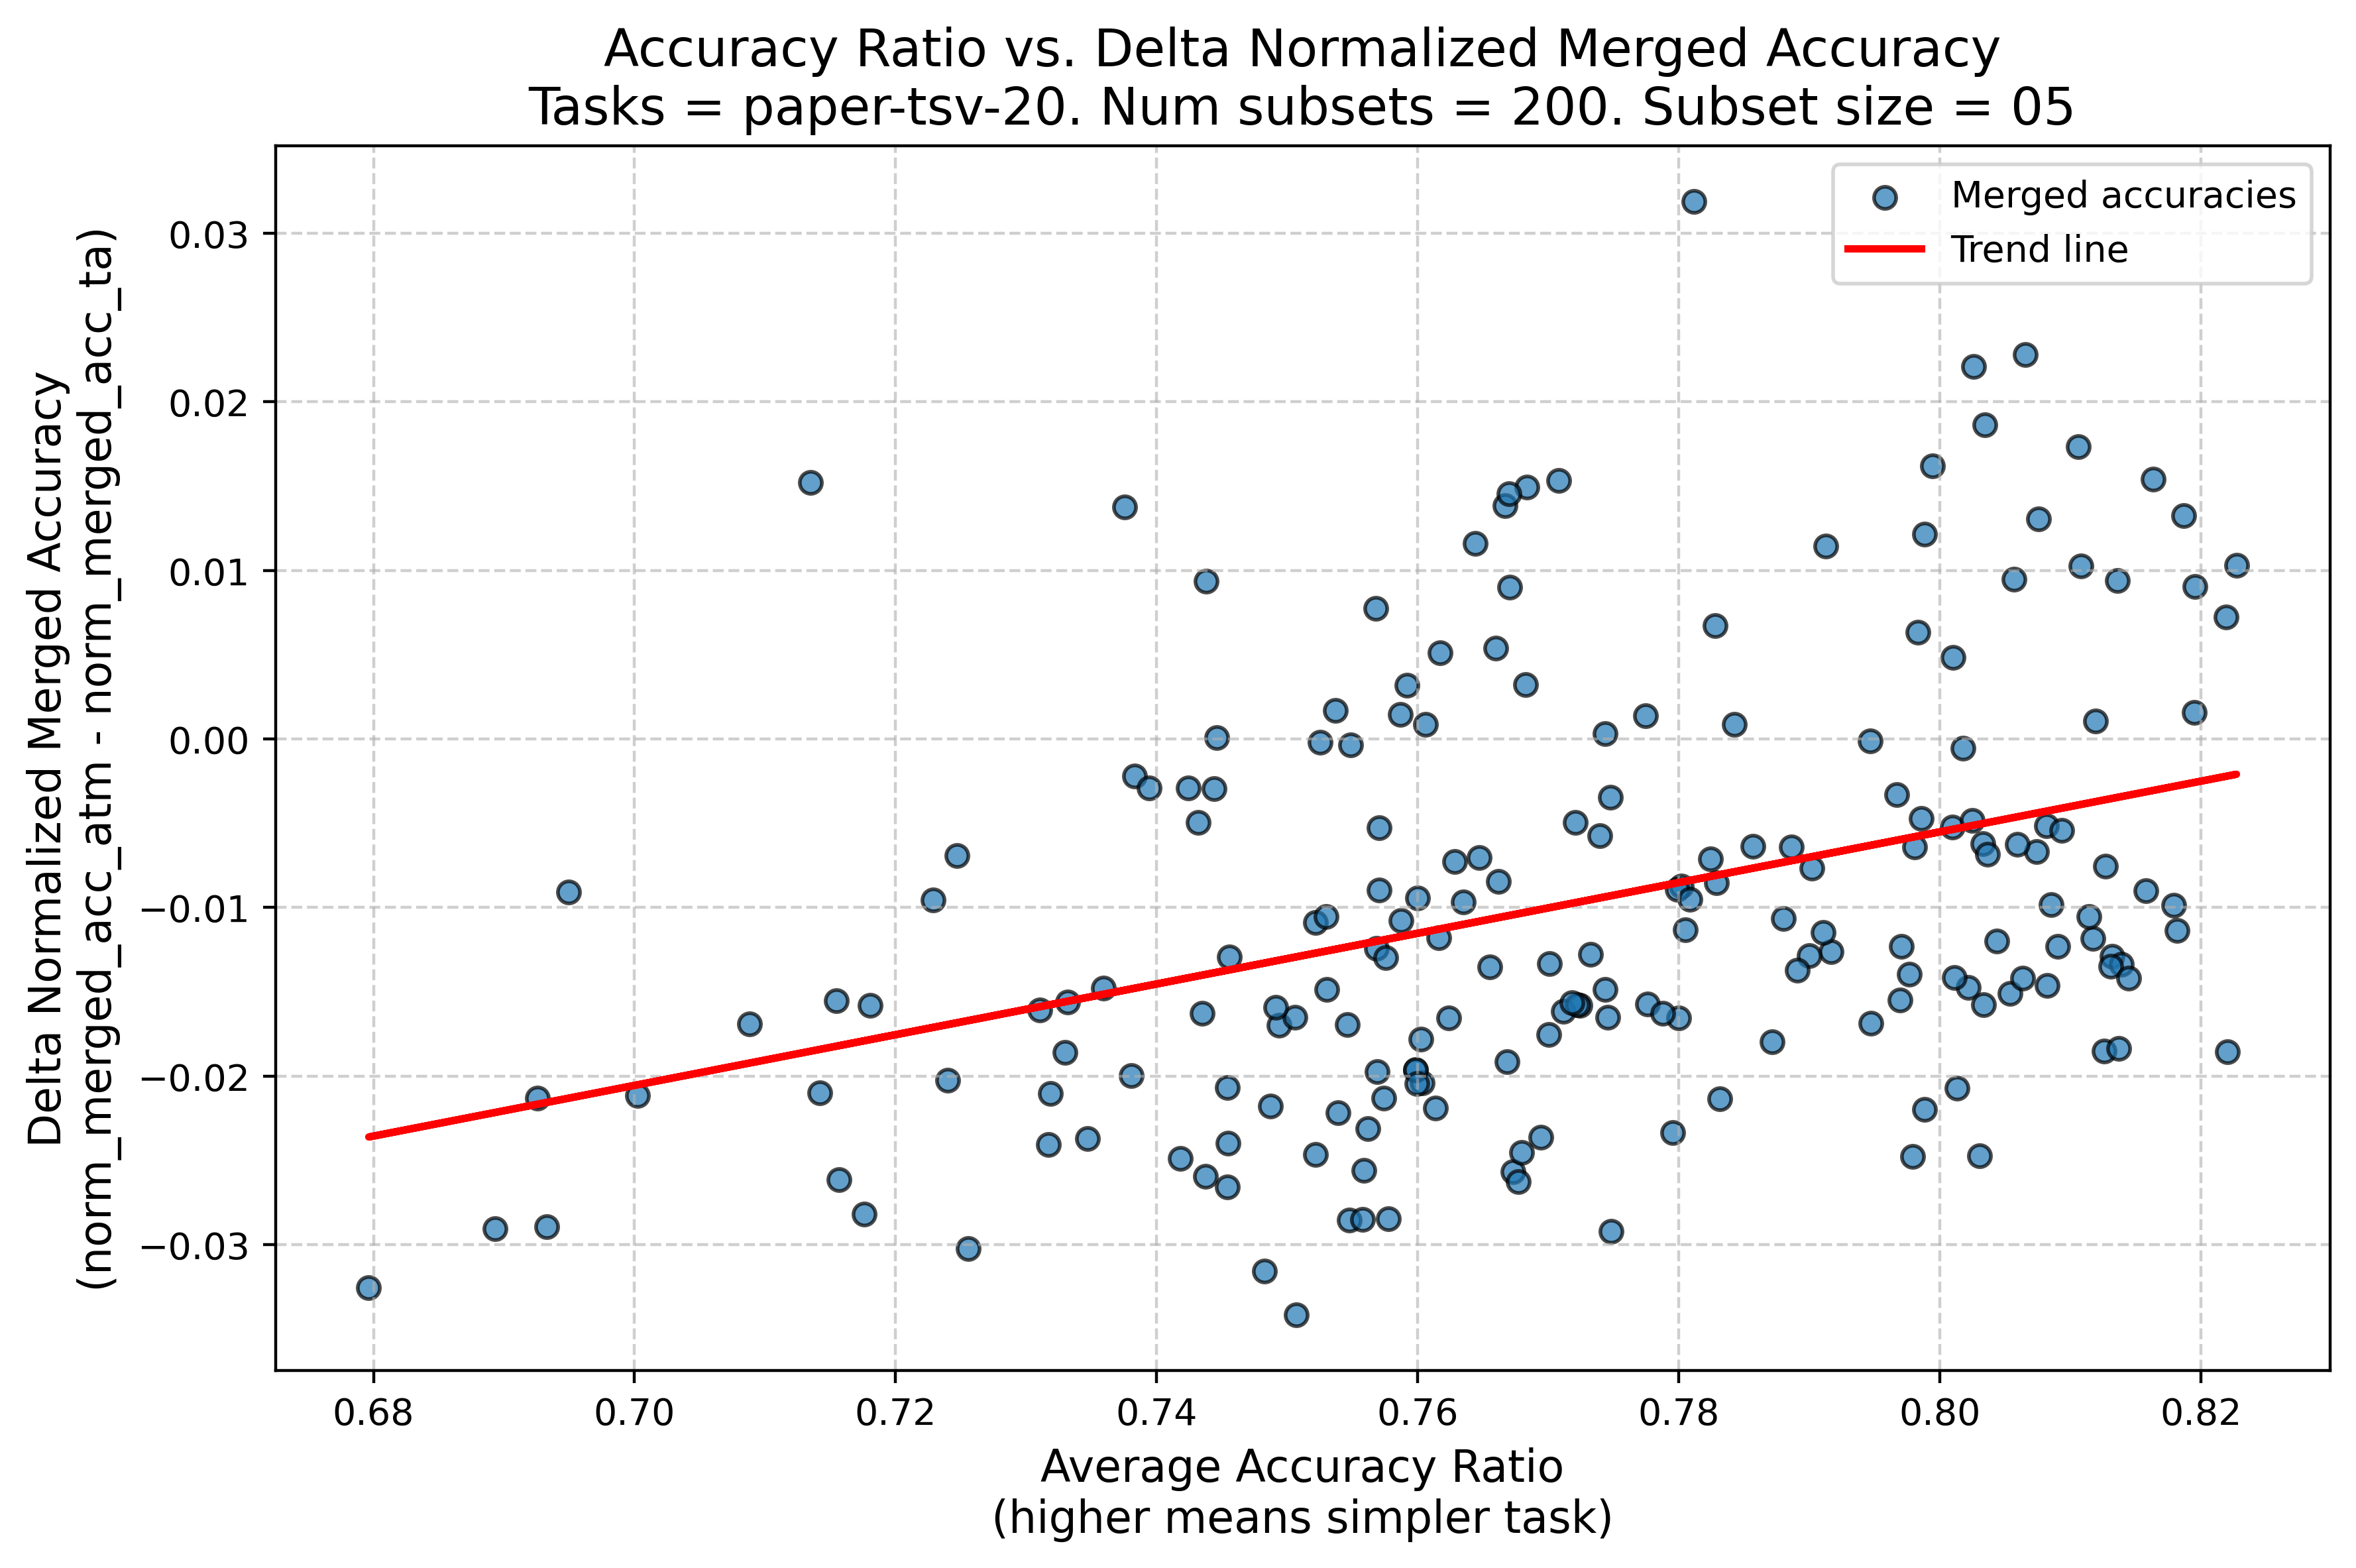 Accuracy Ratio vs. Delta Normalized Merged Accuracy
Tasks = paper-tsv-20. Num subsets = 200. Subset size = 05
Merged accuracies
Trend line
Delta Normalized Merged Accuracy
(norm_merged_acc_atm - norm_merged_acc_ta)
0.03
0.02
0.01
0.00
−0.01
−0.02
−0.03
0.68 0.70 0.72 0.74 0.76 0.78 0.80 0.82
Average Accuracy Ratio
(higher means simpler task)